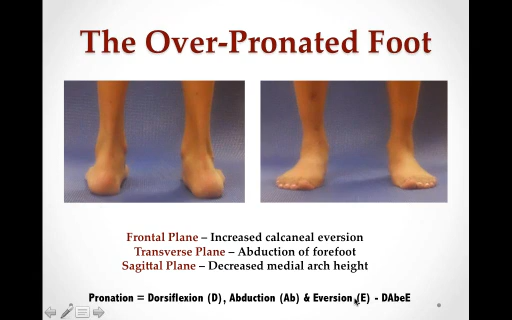 The Over-Pronated Foot
Frontal Plane – Increased calcaneal eversion
Transverse Plane – Abduction of forefoot
Sagittal Plane – Decreased medial arch height
Pronation = Dorsiflexion (D), Abduction (Ab) & Eversion (E) - DAbeE